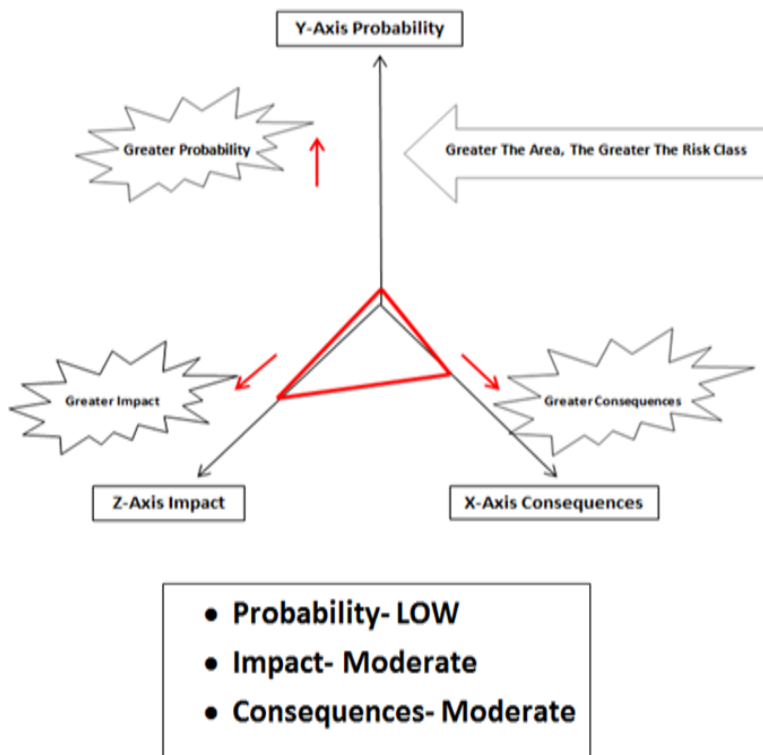 Y-Axis Probability
Greater Probability
Greater The Area, The Greater The Risk Class
Greater Impact
Greater Consequences
Z-Axis Impact
X-Axis Consequences
• Probability- LOW
• Impact- Moderate
• Consequences- Moderate